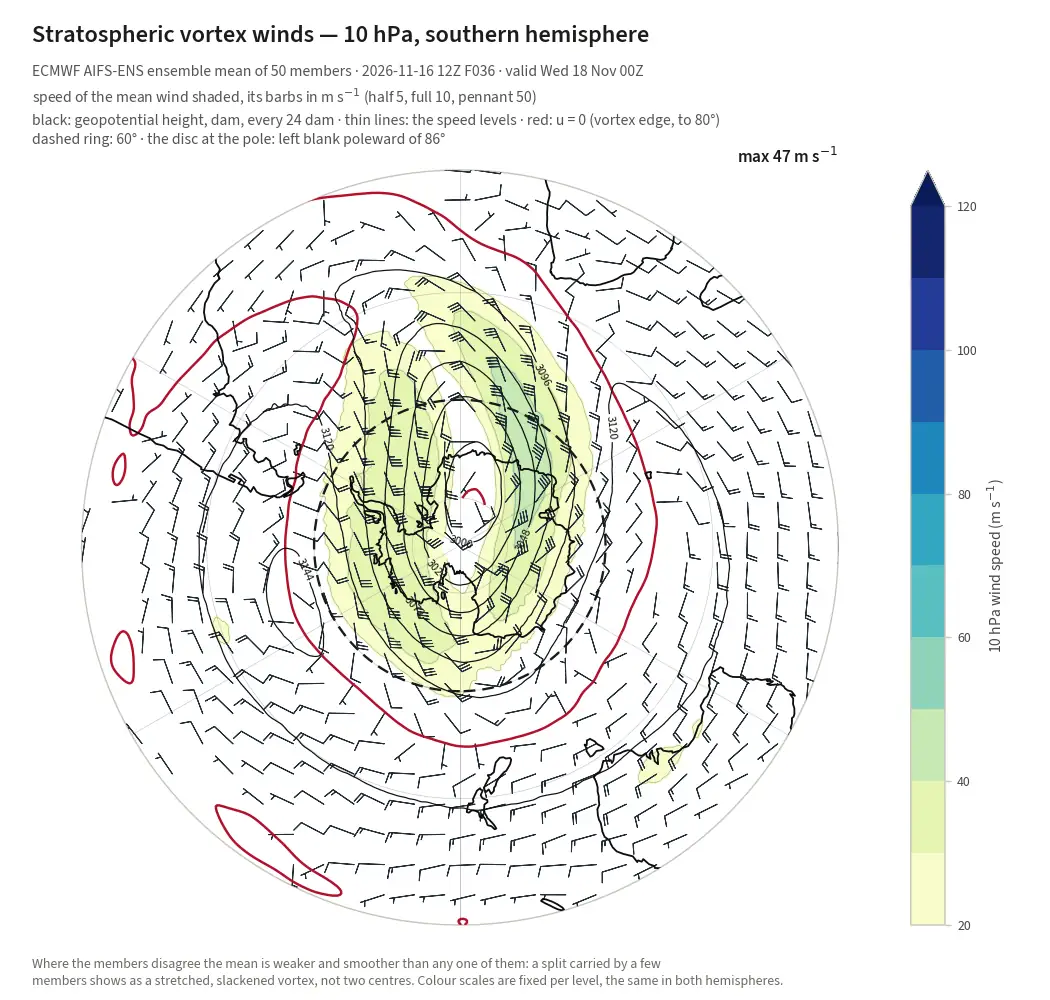 Stratospheric vortex winds — 10 hPa, southern hemisphere
ECMWF AIFS-ENS ensemble mean of 50 members · 2026-11-16 12Z F036 · valid Wed 18 Nov 00Z
speed of the mean wind shaded, its barbs in m s⁻¹ (half 5, full 10, pennant 50)
black: geopotential height, dam, every 24 dam · thin lines: the speed levels · red: u = 0 (vortex edge, to 80°)
dashed ring: 60° · the disc at the pole: left blank poleward of 86°
max 47 m s⁻¹
120
100
80
60
40
20
10 hPa wind speed (m s⁻¹)
3096
3120
3120
3048
3000
3144
Where the members disagree the mean is weaker and smoother than any one of them: a split carried by a few
members shows as a stretched, slackened vortex, not two centres. Colour scales are fixed per level, the same in both hemispheres.